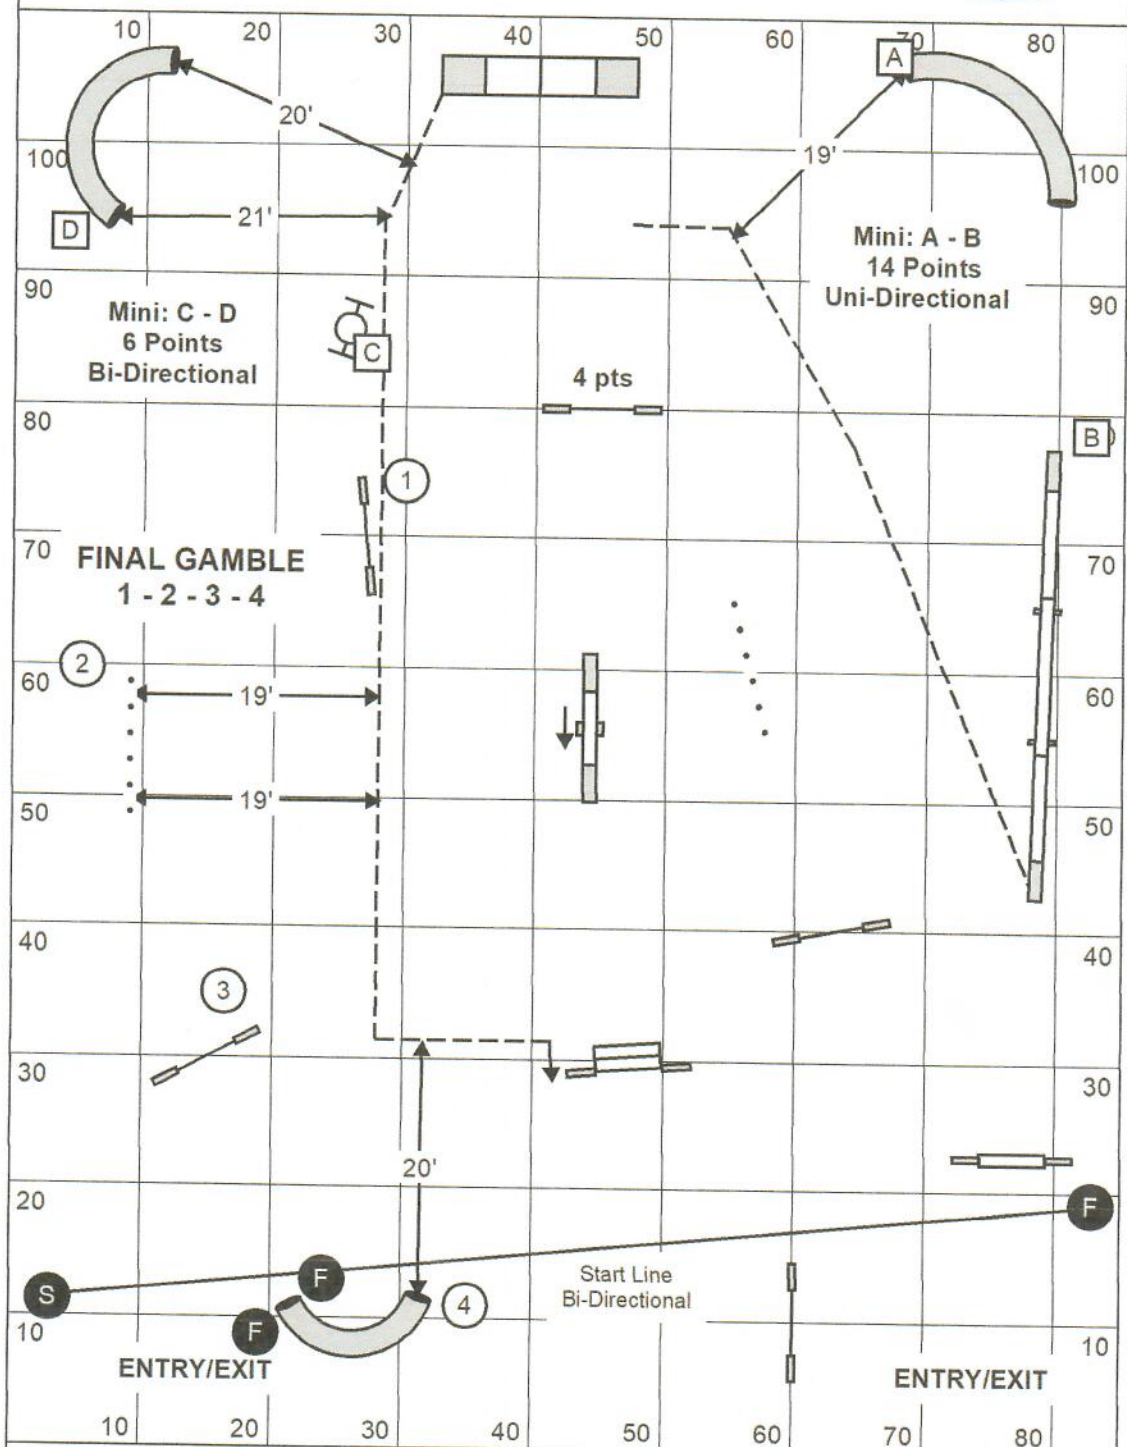 10 20 30 40 50 60 70 80
A
20'
19'
100
100
21'
D
Mini: A - B
14 Points
Uni-Directional
90
90
Mini: C - D
6 Points
Bi-Directional
C
4 pts
80
B
1
70
70
FINAL GAMBLE
1 - 2 - 3 - 4
2
60
60
19'
19'
50
50
40
40
3
30
30
20'
20
F
S
F
Start Line
Bi-Directional
4
F
10
10
ENTRY/EXIT
ENTRY/EXIT
10 20 30 40 50 60 70 80